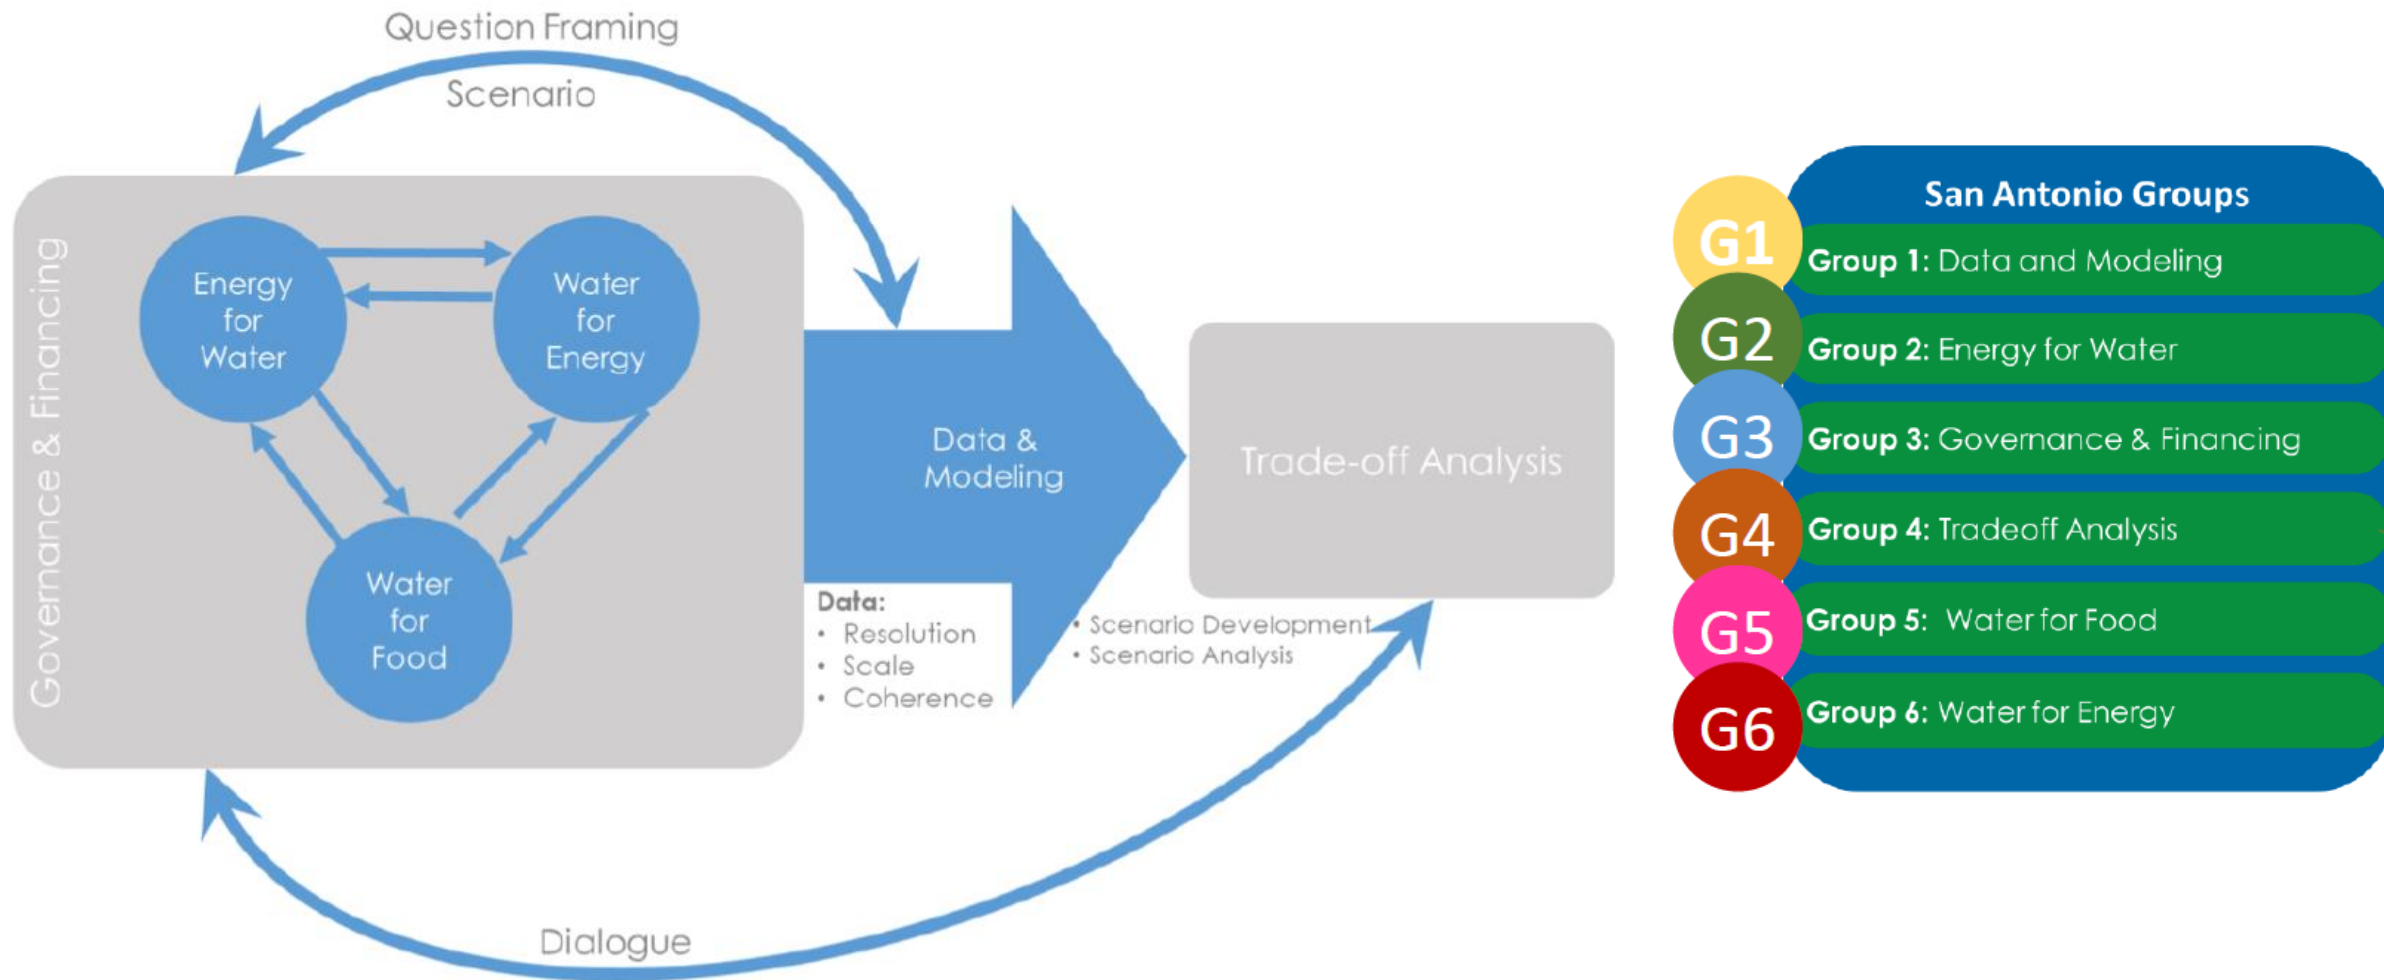 Question Framing
Scenario
Governance & Financing
Energy
for
Water
Water
for
Energy
Water
for
Food
Data &
Modeling
Data:
• Resolution
• Scale
• Coherence
• Scenario Development
• Scenario Analysis
Trade-off Analysis
Dialogue
San Antonio Groups
G1
Group 1: Data and Modeling
G2
Group 2: Energy for Water
G3
Group 3: Governance & Financing
G4
Group 4: Tradeoff Analysis
G5
Group 5: Water for Food
G6
Group 6: Water for Energy